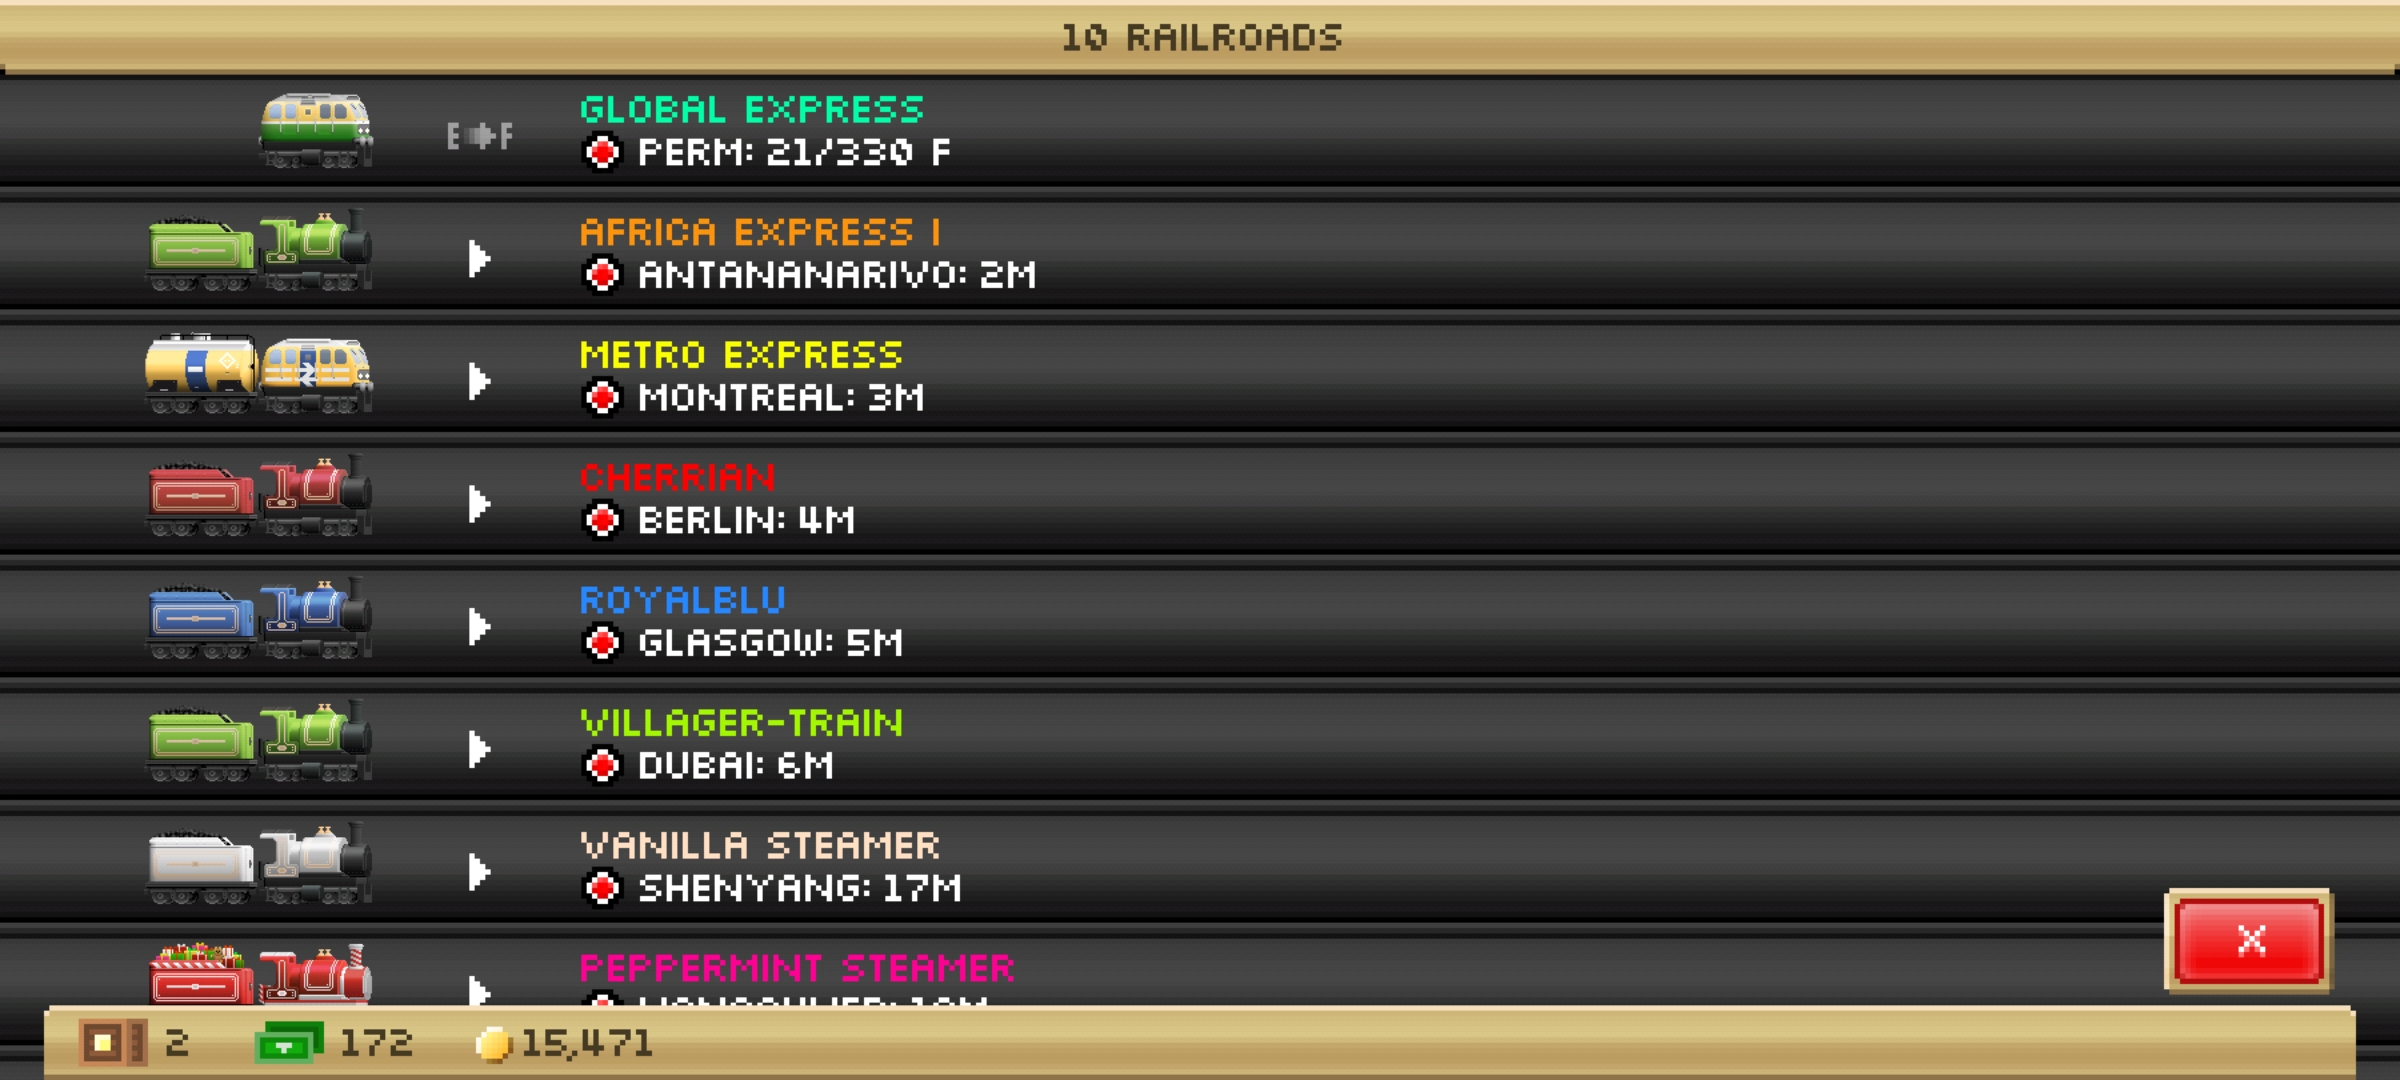 10 RAILROADS
E F
GLOBAL EXPRESS
PERM: 21/330 F
AFRICA EXPRESS I
ANTANANARIVO: 2M
METRO EXPRESS
MONTREAL: 3M
CHERRIAN
BERLIN: 4M
ROYALBLU
GLASGOW: 5M
VILLAGER-TRAIN
DUBAI: 6M
VANILLA STEAMER
SHENYANG: 17M
PEPPERMINT STEAMER
X
2
172
15,471